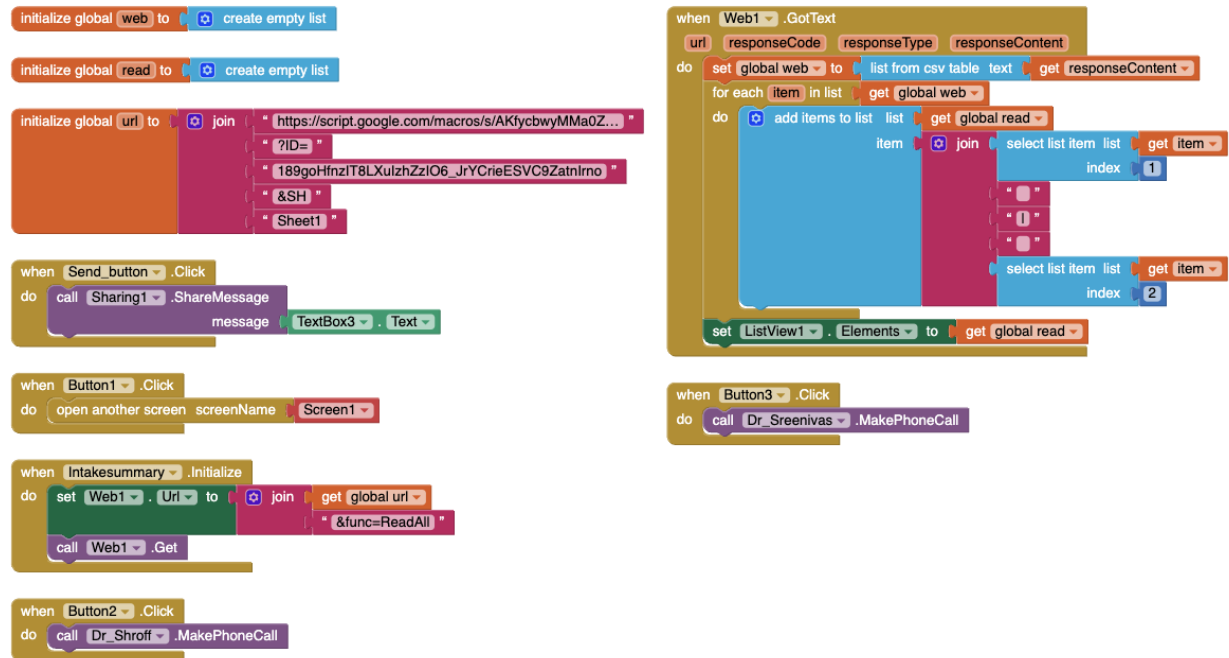 initialize global web to create empty list
initialize global read to create empty list
initialize global url to join " https://script.google.com/macros/s/AKfycbwyMMa0Z... "
" ?ID= "
" 189goHfnzIT8LXuIzhZzIO6_JrYCrieESVC9ZatnIrno "
" &SH "
" Sheet1 "
when Send_button .Click
do call Sharing1 .ShareMessage
message TextBox3 . Text
when Button1 .Click
do open another screen screenName Screen1
when Intakesummary .Initialize
do set Web1 . Url to join get global url
" &func=ReadAll "
call Web1 .Get
when Button2 .Click
do call Dr_Shroff .MakePhoneCall
when Web1 .GotText
url responseCode responseType responseContent
do set global web to list from csv table text get responseContent
for each item in list get global web
do add items to list list get global read
item join select list item list get item
index 1
" "
" | "
" "
select list item list get item
index 2
set ListView1 . Elements to get global read
when Button3 .Click
do call Dr_Sreenivas .MakePhoneCall